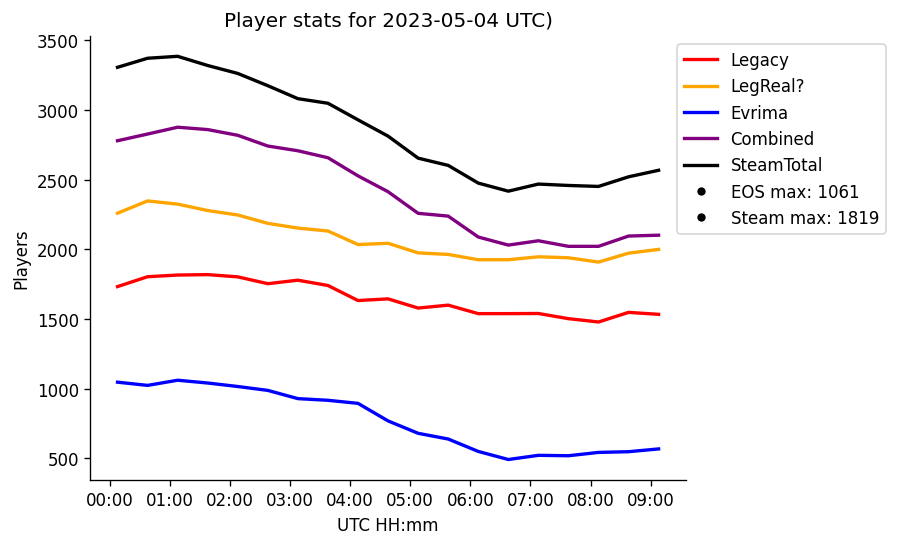 Player stats for 2023-05-04 UTC)
3500
3000
2500
2000
1500
1000
500
Players
00:00 01:00 02:00 03:00 04:00 05:00 06:00 07:00 08:00 09:00
UTC HH:mm
Legacy
LegReal?
Evrima
Combined
SteamTotal
EOS max: 1061
Steam max: 1819